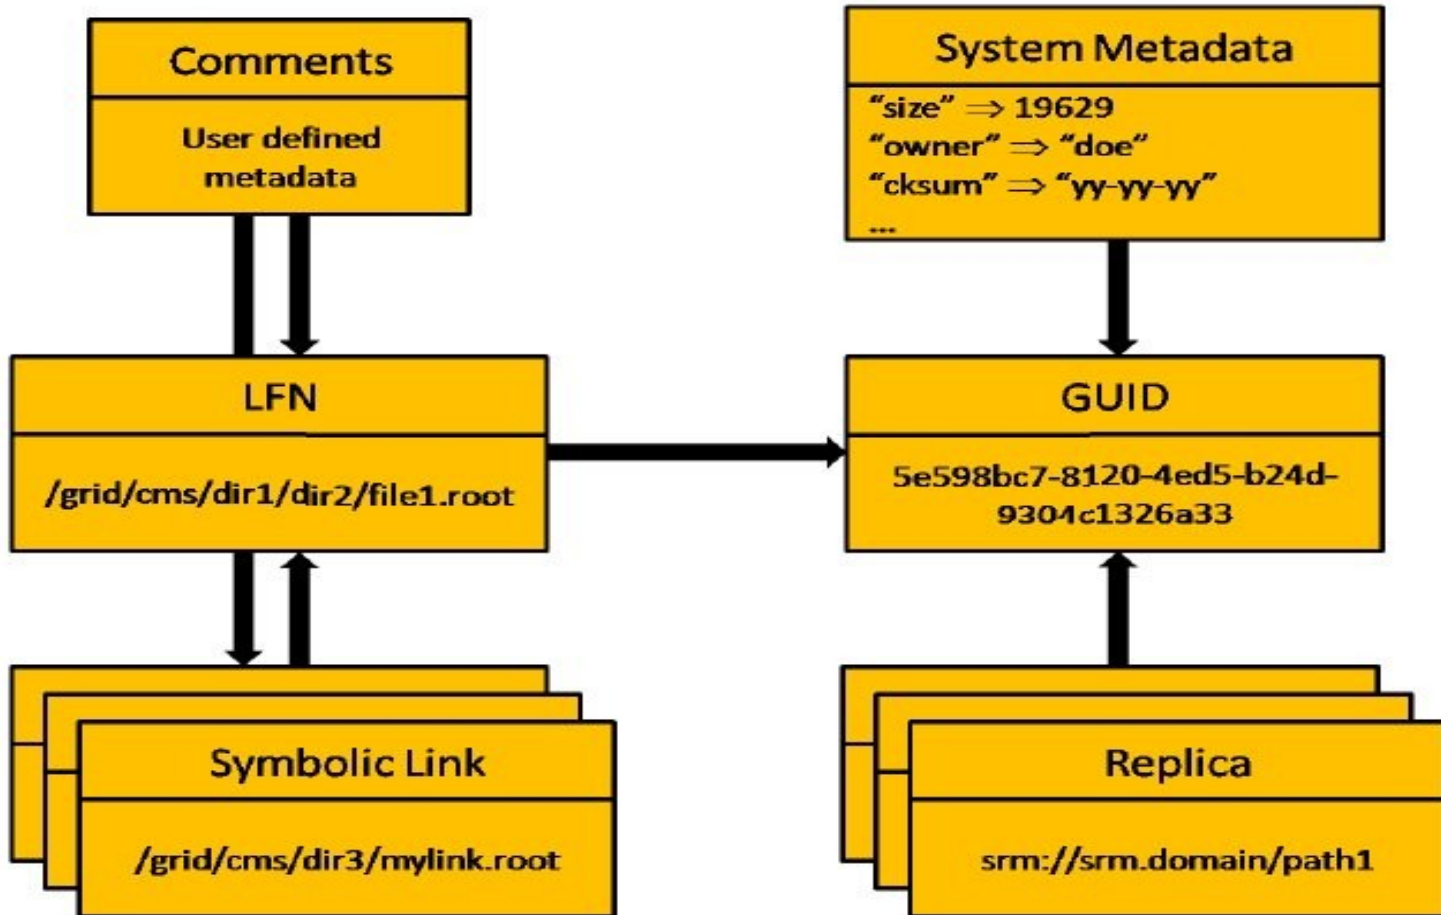 Comments
User defined
metadata
System Metadata
“size” ⇒ 19629
“owner” ⇒ “doe”
“cksum” ⇒ “yy-yy-yy”
...
LFN
/grid/cms/dir1/dir2/file1.root
GUID
5e598bc7-8120-4ed5-b24d-
9304c1326a33
Symbolic Link
/grid/cms/dir3/mylink.root
Replica
srm://srm.domain/path1